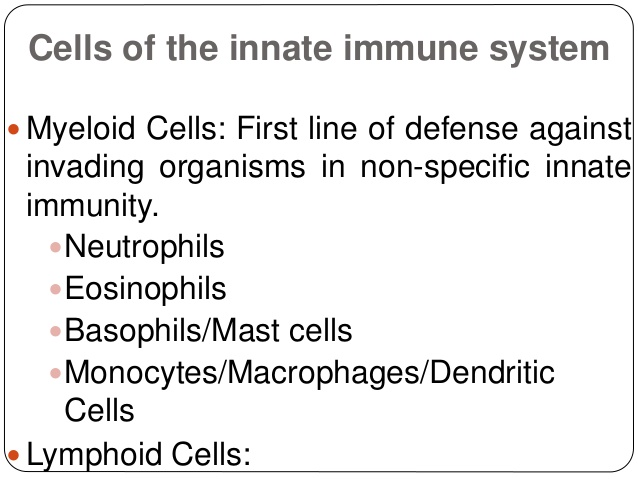 Cells of the innate immune system
• Myeloid Cells: First line of defense against
invading organisms in non-specific innate
immunity.
• Neutrophils
• Eosinophils
• Basophils/Mast cells
• Monocytes/Macrophages/Dendritic
Cells
• Lymphoid Cells: